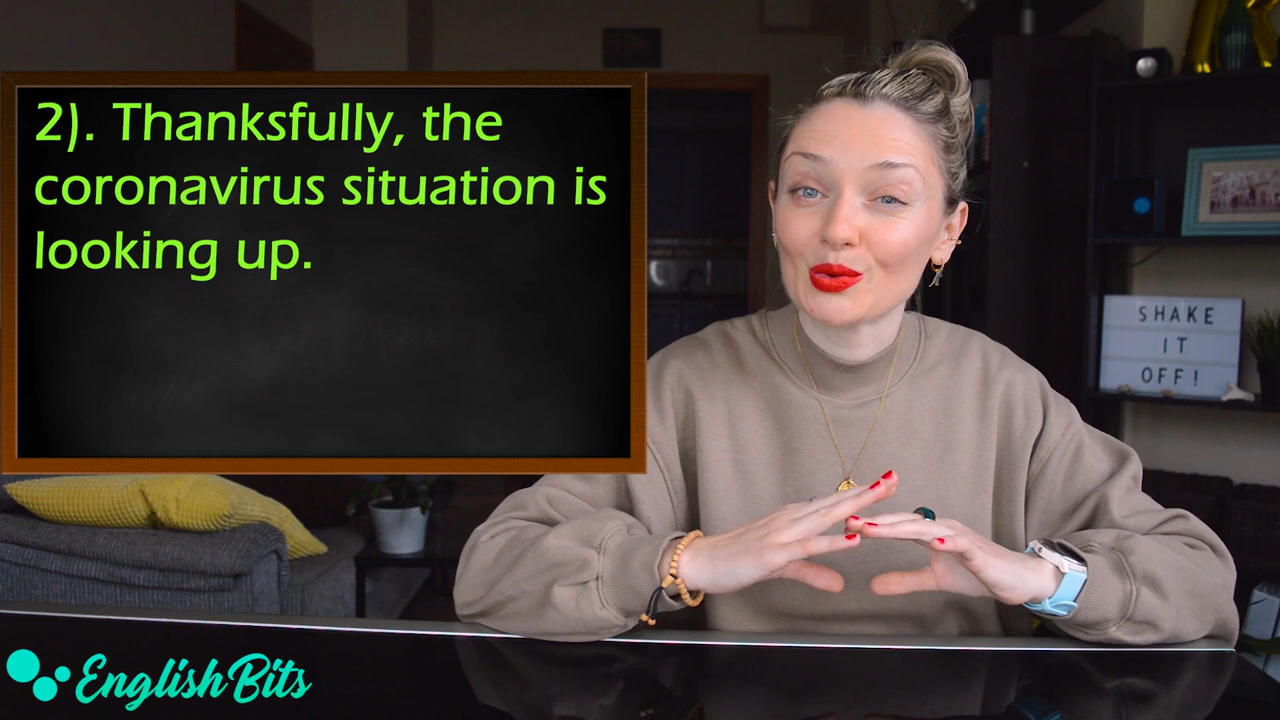 2). Thanksfully, the
coronavirus situation is
looking up.
SHAKE
IT
OFF!
EnglishBits